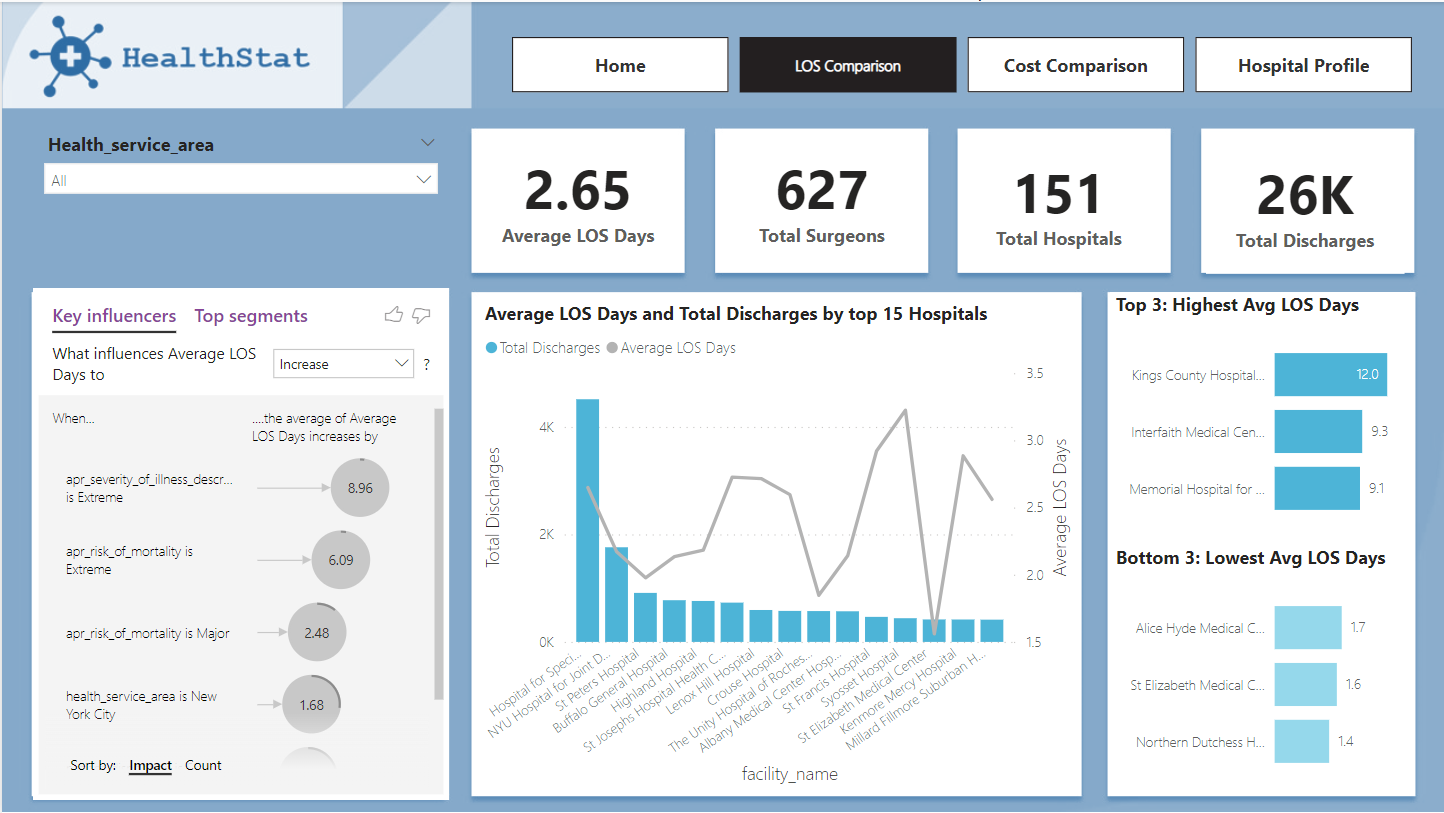 HealthStat
Home
LOS Comparison
Cost Comparison
Hospital Profile
Health_service_area
All
2.65
Average LOS Days
627
Total Surgeons
151
Total Hospitals
26K
Total Discharges
Key influencers
Top segments
What influences Average LOS
Days to
Increase
?
When...
....the average of Average
LOS Days increases by
apr_severity_of_illness_descr...
is Extreme
8.96
apr_risk_of_mortality is
Extreme
6.09
apr_risk_of_mortality is Major
2.48
health_service_area is New
York City
1.68
Sort by:
Impact
Count
Average LOS Days and Total Discharges by top 15 Hospitals
Total Discharges
Average LOS Days
Total Discharges
4K
2K
0K
3.5
3.0
2.5
2.0
1.5
Average LOS Days
Hospital for Speci...
NYU Hospital for Joint D...
St Peters Hospital
Buffalo General Hospital
Highland Hospital
St Josephs Hospital Health C...
Lenox Hill Hospital
Crouse Hospital
The Unity Hospital of Roches...
Albany Medical Center Hosp...
St Francis Hospital
Syosset Hospital
St Elizabeth Medical Center
Kenmore Mercy Hospital
Millard Fillmore Suburban H...
facility_name
Top 3: Highest Avg LOS Days
Kings County Hospital...
12.0
Interfaith Medical Cen...
9.3
Memorial Hospital for ...
9.1
Bottom 3: Lowest Avg LOS Days
Alice Hyde Medical C...
1.7
St Elizabeth Medical C...
1.6
Northern Dutchess H...
1.4